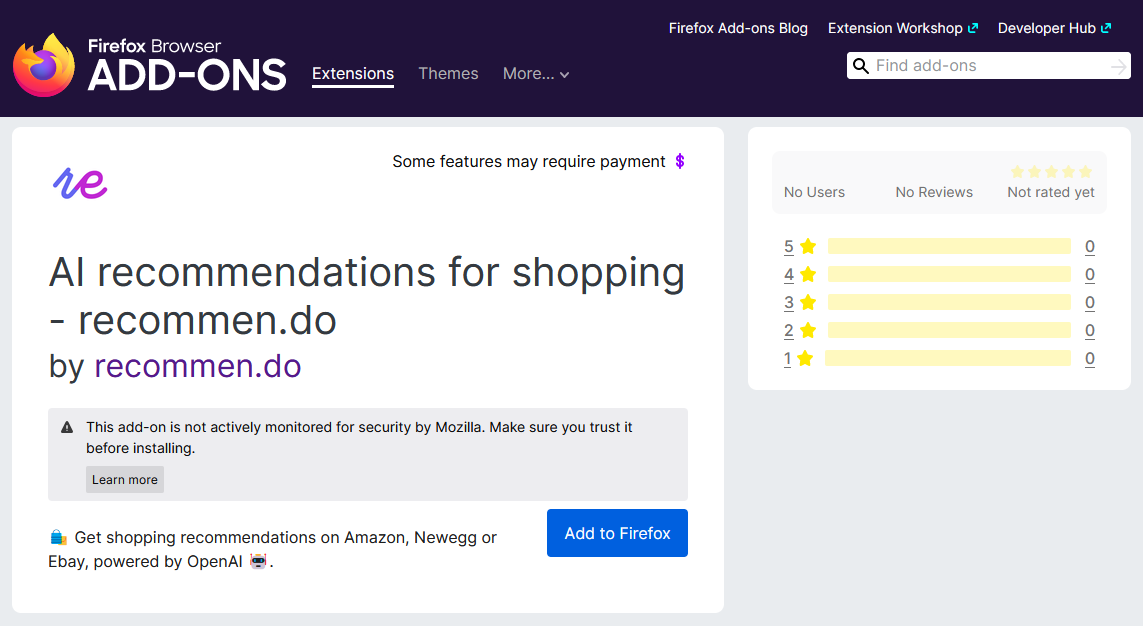 Firefox Add-ons Blog Extension Workshop Developer Hub
Firefox Browser
ADD-ONS
Extensions Themes More...
Find add-ons
re
Some features may require payment $
AI recommendations for shopping
- recommen.do
by recommen.do
This add-on is not actively monitored for security by Mozilla. Make sure you trust it
before installing.
Learn more
🛍️ Get shopping recommendations on Amazon, Newegg or
Ebay, powered by OpenAI 🤖.
Add to Firefox
No Users No Reviews Not rated yet
5 0
4 0
3 0
2 0
1 0